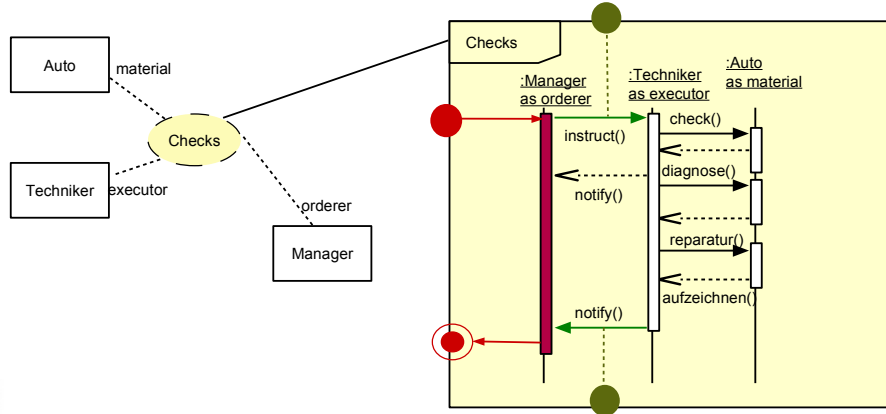 Auto
material
Checks
Techniker
executor
orderer
Manager
Checks
:Manager
as orderer
:Techniker
as executor
:Auto
as material
instruct()
check()
notify()
diagnose()
reparatur()
aufzeichnen()
notify()